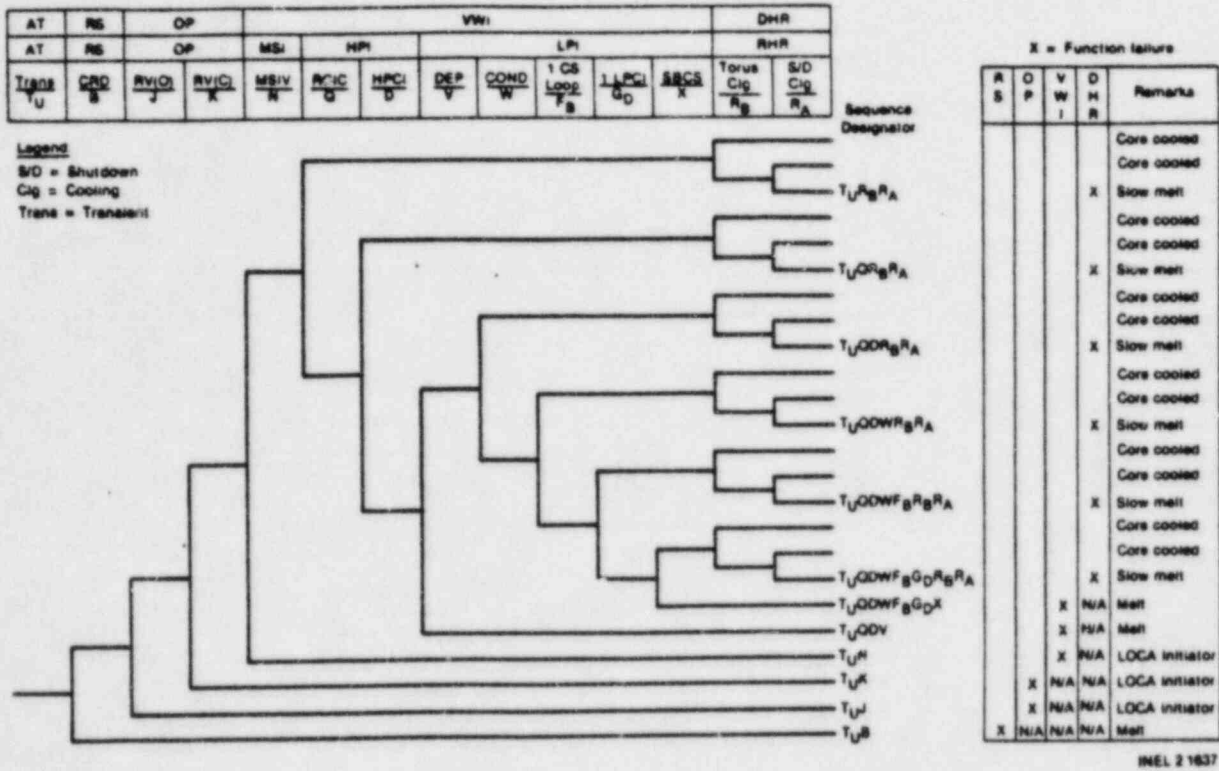 AT RS OP VWI DHR
AT RS OP MSI HPI LPI RHR
Trans CRD RV(O) RV(C) MSIV RCIC HPCI DEP COND 1 CS Loop 1 LPCI SBCS Torus Clg S/D Clg
TU B J K N Q D V W FB GD X RB RA
X = Function failure
RS OP VWI DHR Remarks
Sequence Designator
Legend
S/D = Shutdown
Clg = Cooling
Trans = Transient
Core cooled
Core cooled
TURBRA X Slow melt
Core cooled
Core cooled
TUQRBRA X Slow melt
Core cooled
Core cooled
TUQDRBRA X Slow melt
Core cooled
Core cooled
TUQDWRBRA X Slow melt
Core cooled
Core cooled
TUQDWFBRBRA X Slow melt
Core cooled
Core cooled
TUQDWFBGDRBRA X Slow melt
TUQDWFBGDX X N/A Melt
TUQDV X N/A Melt
TUN X N/A LOCA initiator
TUK X N/A N/A LOCA initiator
TUJ X N/A N/A LOCA initiator
TUB X N/A N/A N/A Melt
INEL 2 1637